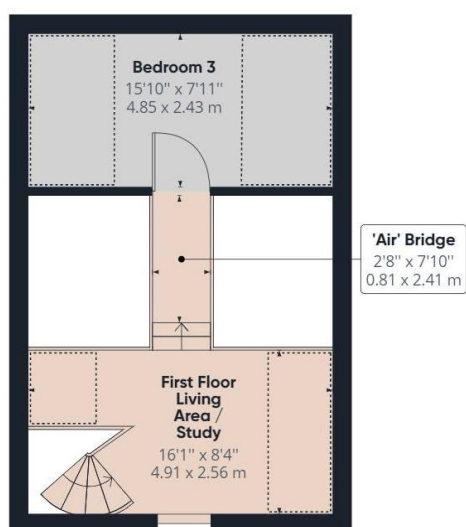 Bedroom 3
15'10" x 7'11"
4.85 x 2.43 m
'Air' Bridge
2'8" x 7'10"
0.81 x 2.41 m
First Floor
Living
Area /
Study
16'1" x 8'4"
4.91 x 2.56 m